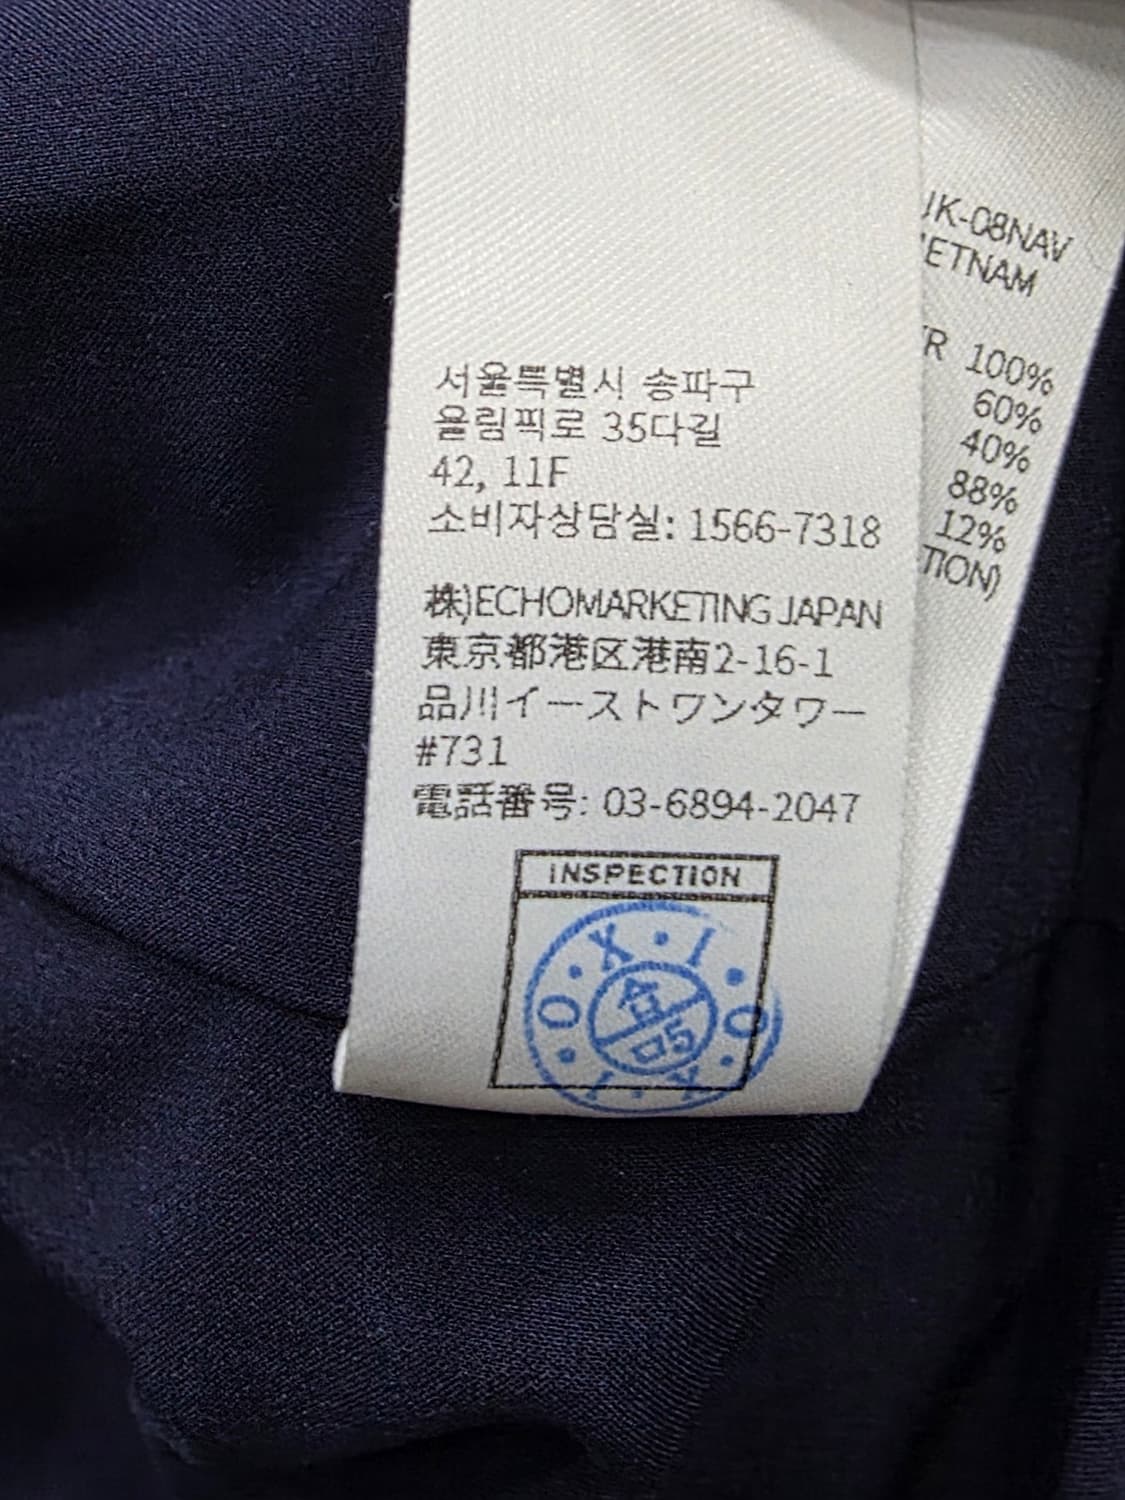 서울특별시 송파구
올림픽로 35다길
42, 11F
소비자상담실: 1566-7318
株)ECHOMARKETING JAPAN
東京都港区港南2-16-1
品川イーストワンタワー
#731
電話番号: 03-6894-2047
INSPECTION
O·X·I·O·X·I·
合
05
JK-08NAV
IETNAM
R 100%
60%
40%
88%
12%
TION)